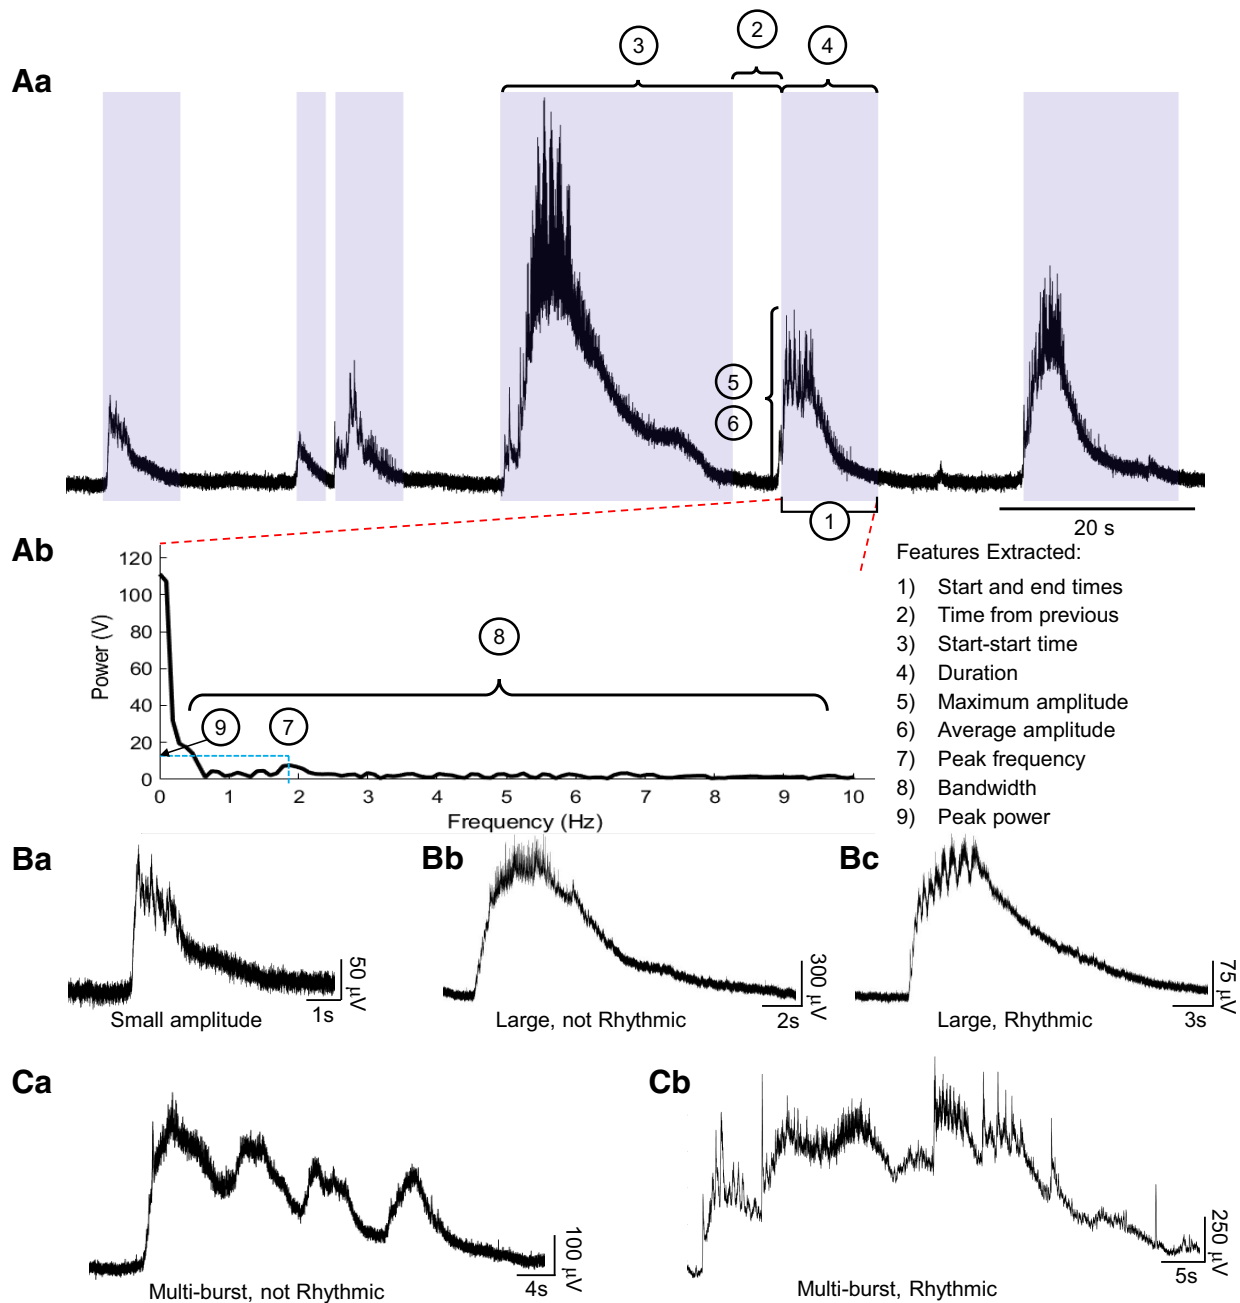 2
3
4
Aa
5
6
1
20 s
Ab
Features Extracted:
1) Start and end times
2) Time from previous
3) Start-start time
4) Duration
5) Maximum amplitude
6) Average amplitude
7) Peak frequency
8) Bandwidth
9) Peak power
Power (V)
120
100
80
60
40
20
0
8
9
7
0 1 2 3 4 5 6 7 8 9 10
Frequency (Hz)
Ba
50 µV
1s
Small amplitude
Bb
300 µV
2s
Large, not Rhythmic
Bc
75 µV
3s
Large, Rhythmic
Ca
100 µV
4s
Multi-burst, not Rhythmic
Cb
250 µV
5s
Multi-burst, Rhythmic